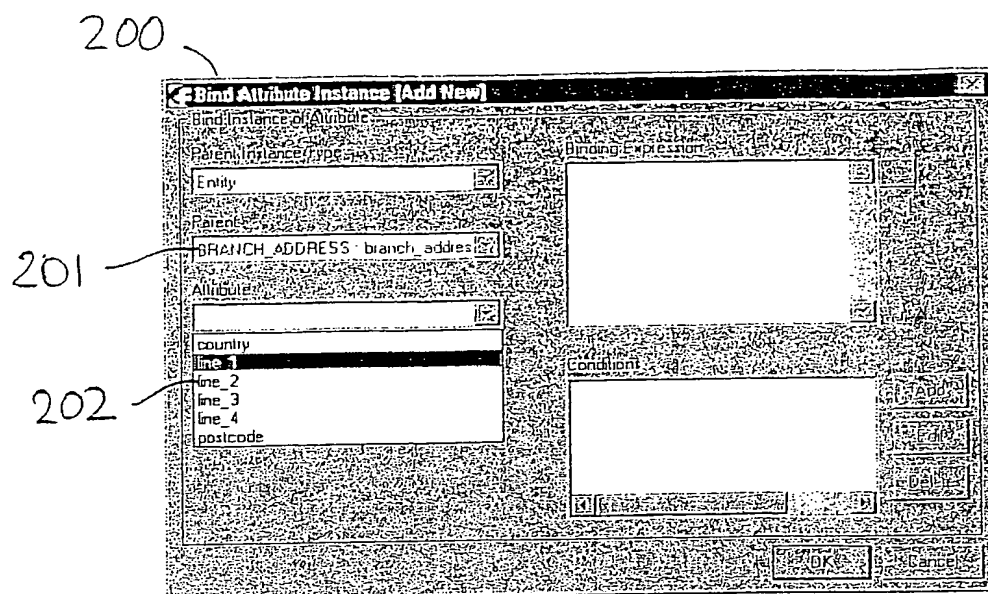 200
Bind Attribute Instance [Add New]
Bind Instance of Attribute
Parent Instance Type
Entity
Parent
BRANCH_ADDRESS : branch_addres
201
Attribute
country
line_1
line_2
line_3
line_4
postcode
202
Binding Expression
Condition
Add
Edit
Delete
OK
Cancel